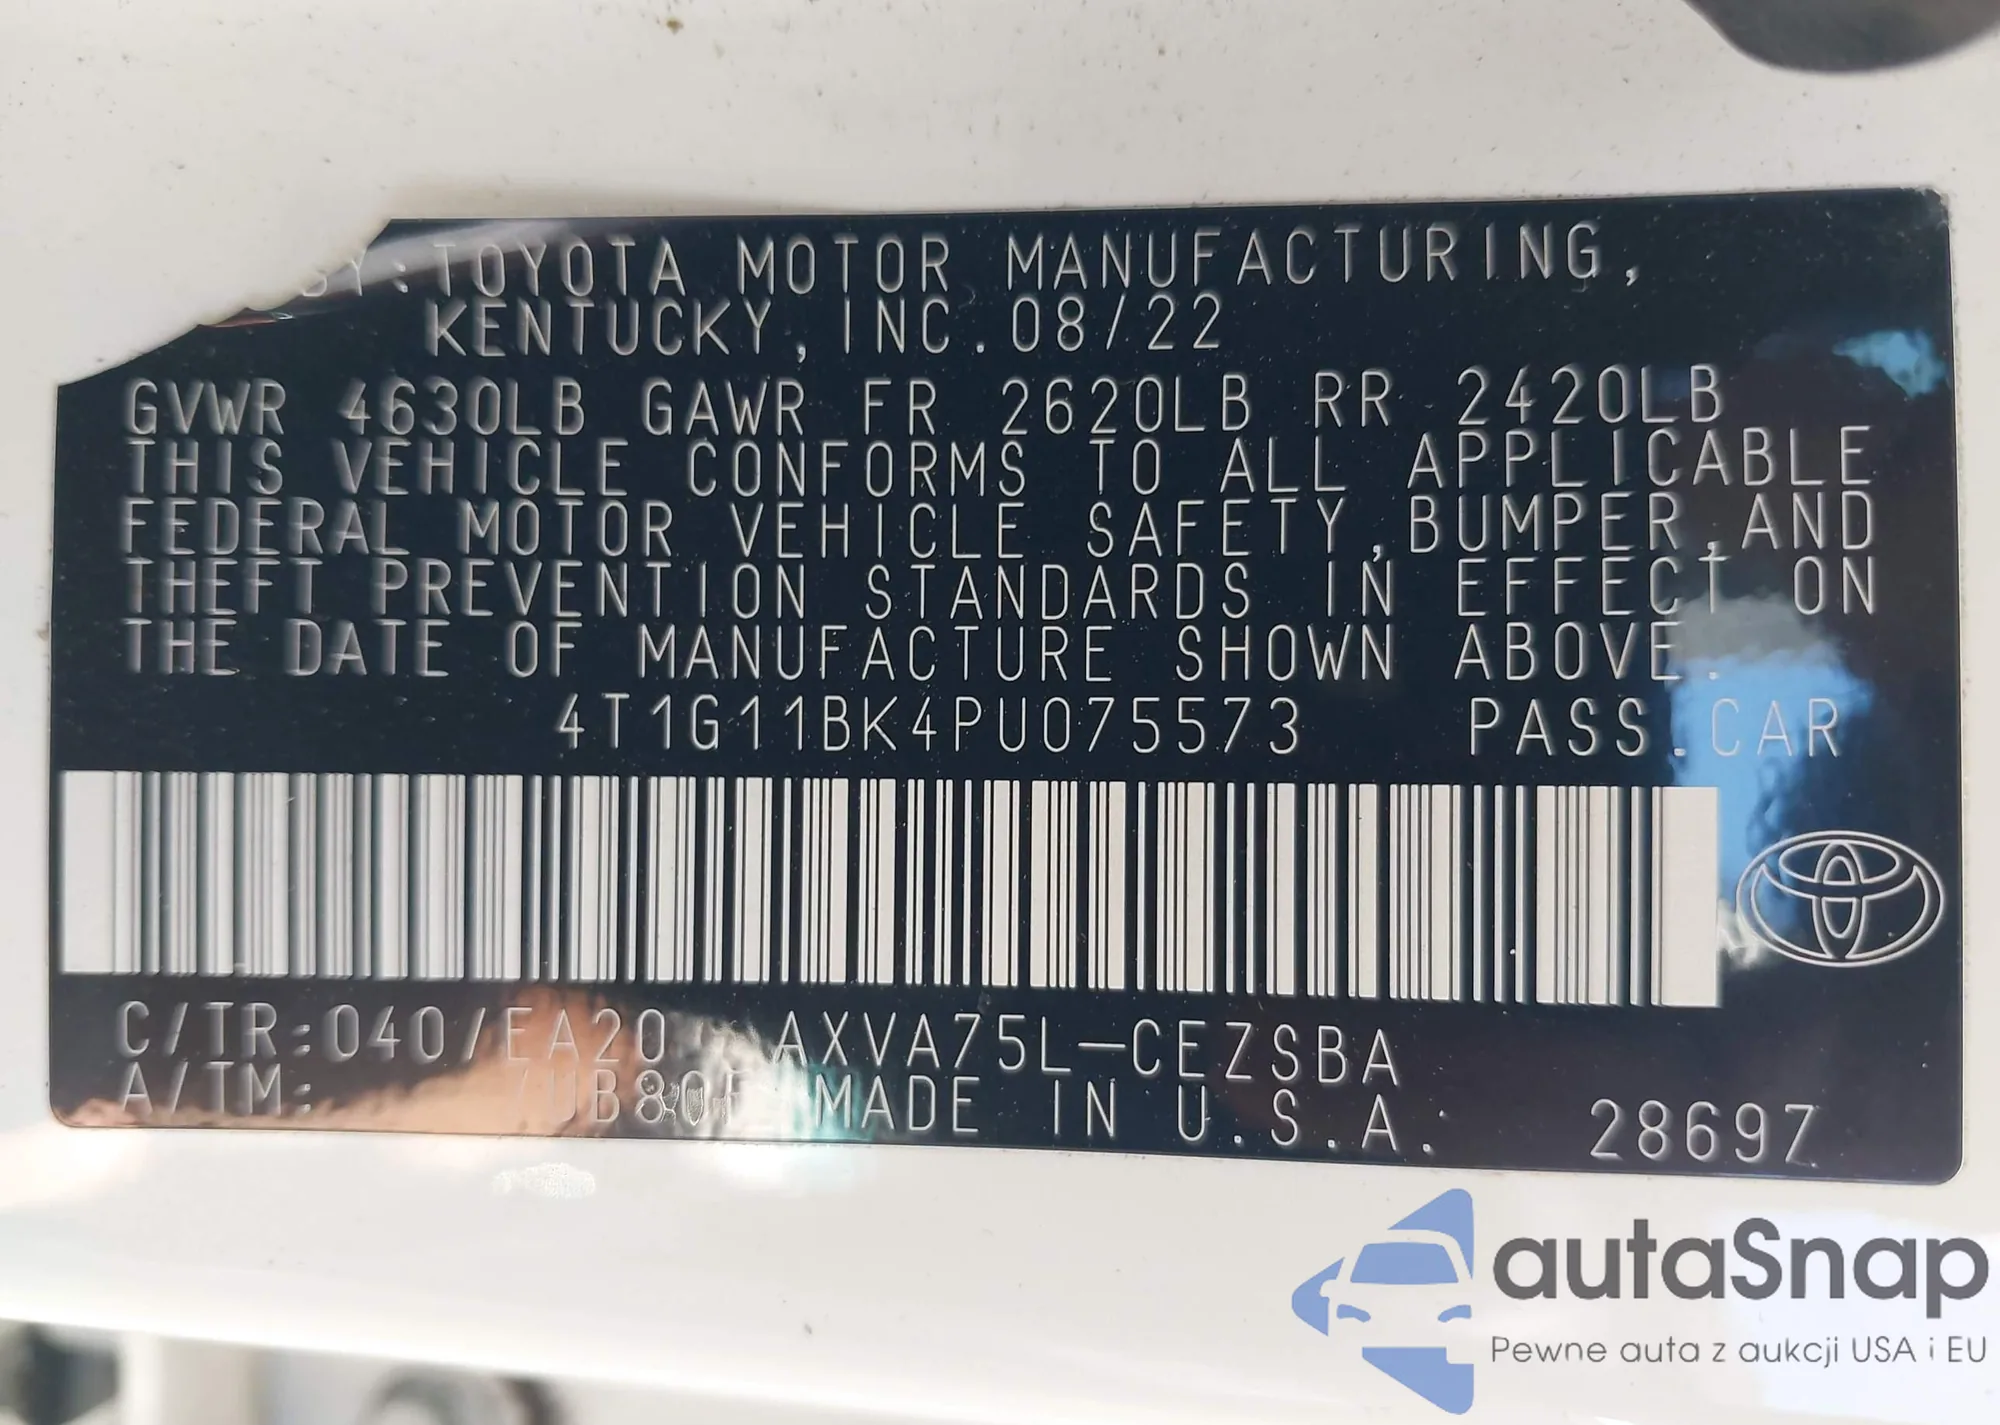 BY:TOYOTA MOTOR MANUFACTURING,
KENTUCKY, INC. 08/22
GVWR 4630LB GAWR FR 2620LB RR 2420LB
THIS VEHICLE CONFORMS TO ALL APPLICABLE
FEDERAL MOTOR VEHICLE SAFETY,BUMPER,AND
THEFT PREVENTION STANDARDS IN EFFECT ON
THE DATE OF MANUFACTURE SHOWN ABOVE.
4T1G11BK4PU075573 PASS.CAR
C/TR:040/EA20 AXVA75L-CEZSBA
A/TM: MADE IN U.S.A. 2869Z
autaSnap
Pewne auta z aukcji USA i EU